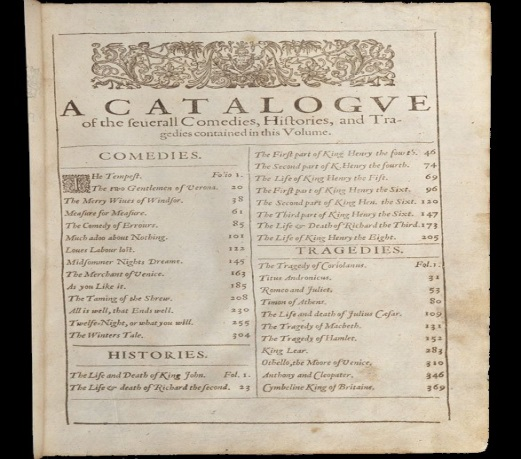 A CATALOGVE
of the seuerall Comedies, Histories, and Tra-
gedies contained in this Volume.
COMEDIES.
THe Tempest. Folio 1.
The two Gentlemen of Verona. 20
The Merry Wiues of Windsor. 38
Measure for Measure. 61
The Comedy of Errours. 85
Much adoo about Nothing. 101
Loues Labour lost. 122
Midsommer Nights Dreame. 145
The Merchant of Venice. 163
As you Like it. 185
The Taming of the Shrew. 208
All is well, that Ends well. 230
Twelfe-Night, or what you will. 255
The Winters Tale. 304
HISTORIES.
The Life and Death of King John. Fol. 1.
The Life & death of Richard the second. 23
The First part of King Henry the fourth. 46
The Second part of K. Henry the fourth. 74
The Life of King Henry the Fift. 69
The First part of King Henry the Sixt. 96
The Second part of King Hen. the Sixt. 120
The Third part of King Henry the Sixt. 147
The Life & Death of Richard the Third. 173
The Life of King Henry the Eight. 205
TRAGEDIES.
The Tragedy of Coriolanus. Fol. 1.
Titus Andronicus. 31
Romeo and Juliet. 53
Timon of Athens. 80
The Life and death of Julius Cæsar. 109
The Tragedy of Macbeth. 131
The Tragedy of Hamlet. 152
King Lear. 283
Othello, the Moore of Venice. 310
Anthony and Cleopater. 346
Cymbeline King of Britaine. 369